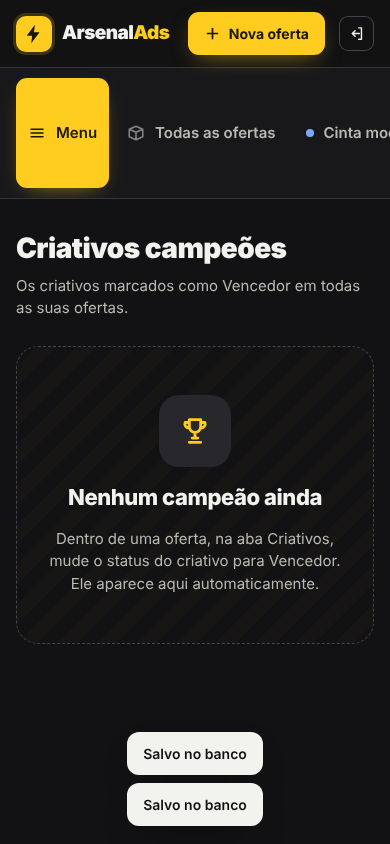 ArsenalAds
Nova oferta
Menu
Todas as ofertas
Cinta mo
Criativos campeões
Os criativos marcados como Vencedor em todas
as suas ofertas.
Nenhum campeão ainda
Dentro de uma oferta, na aba Criativos,
mude o status do criativo para Vencedor.
Ele aparece aqui automaticamente.
Salvo no banco
Salvo no banco